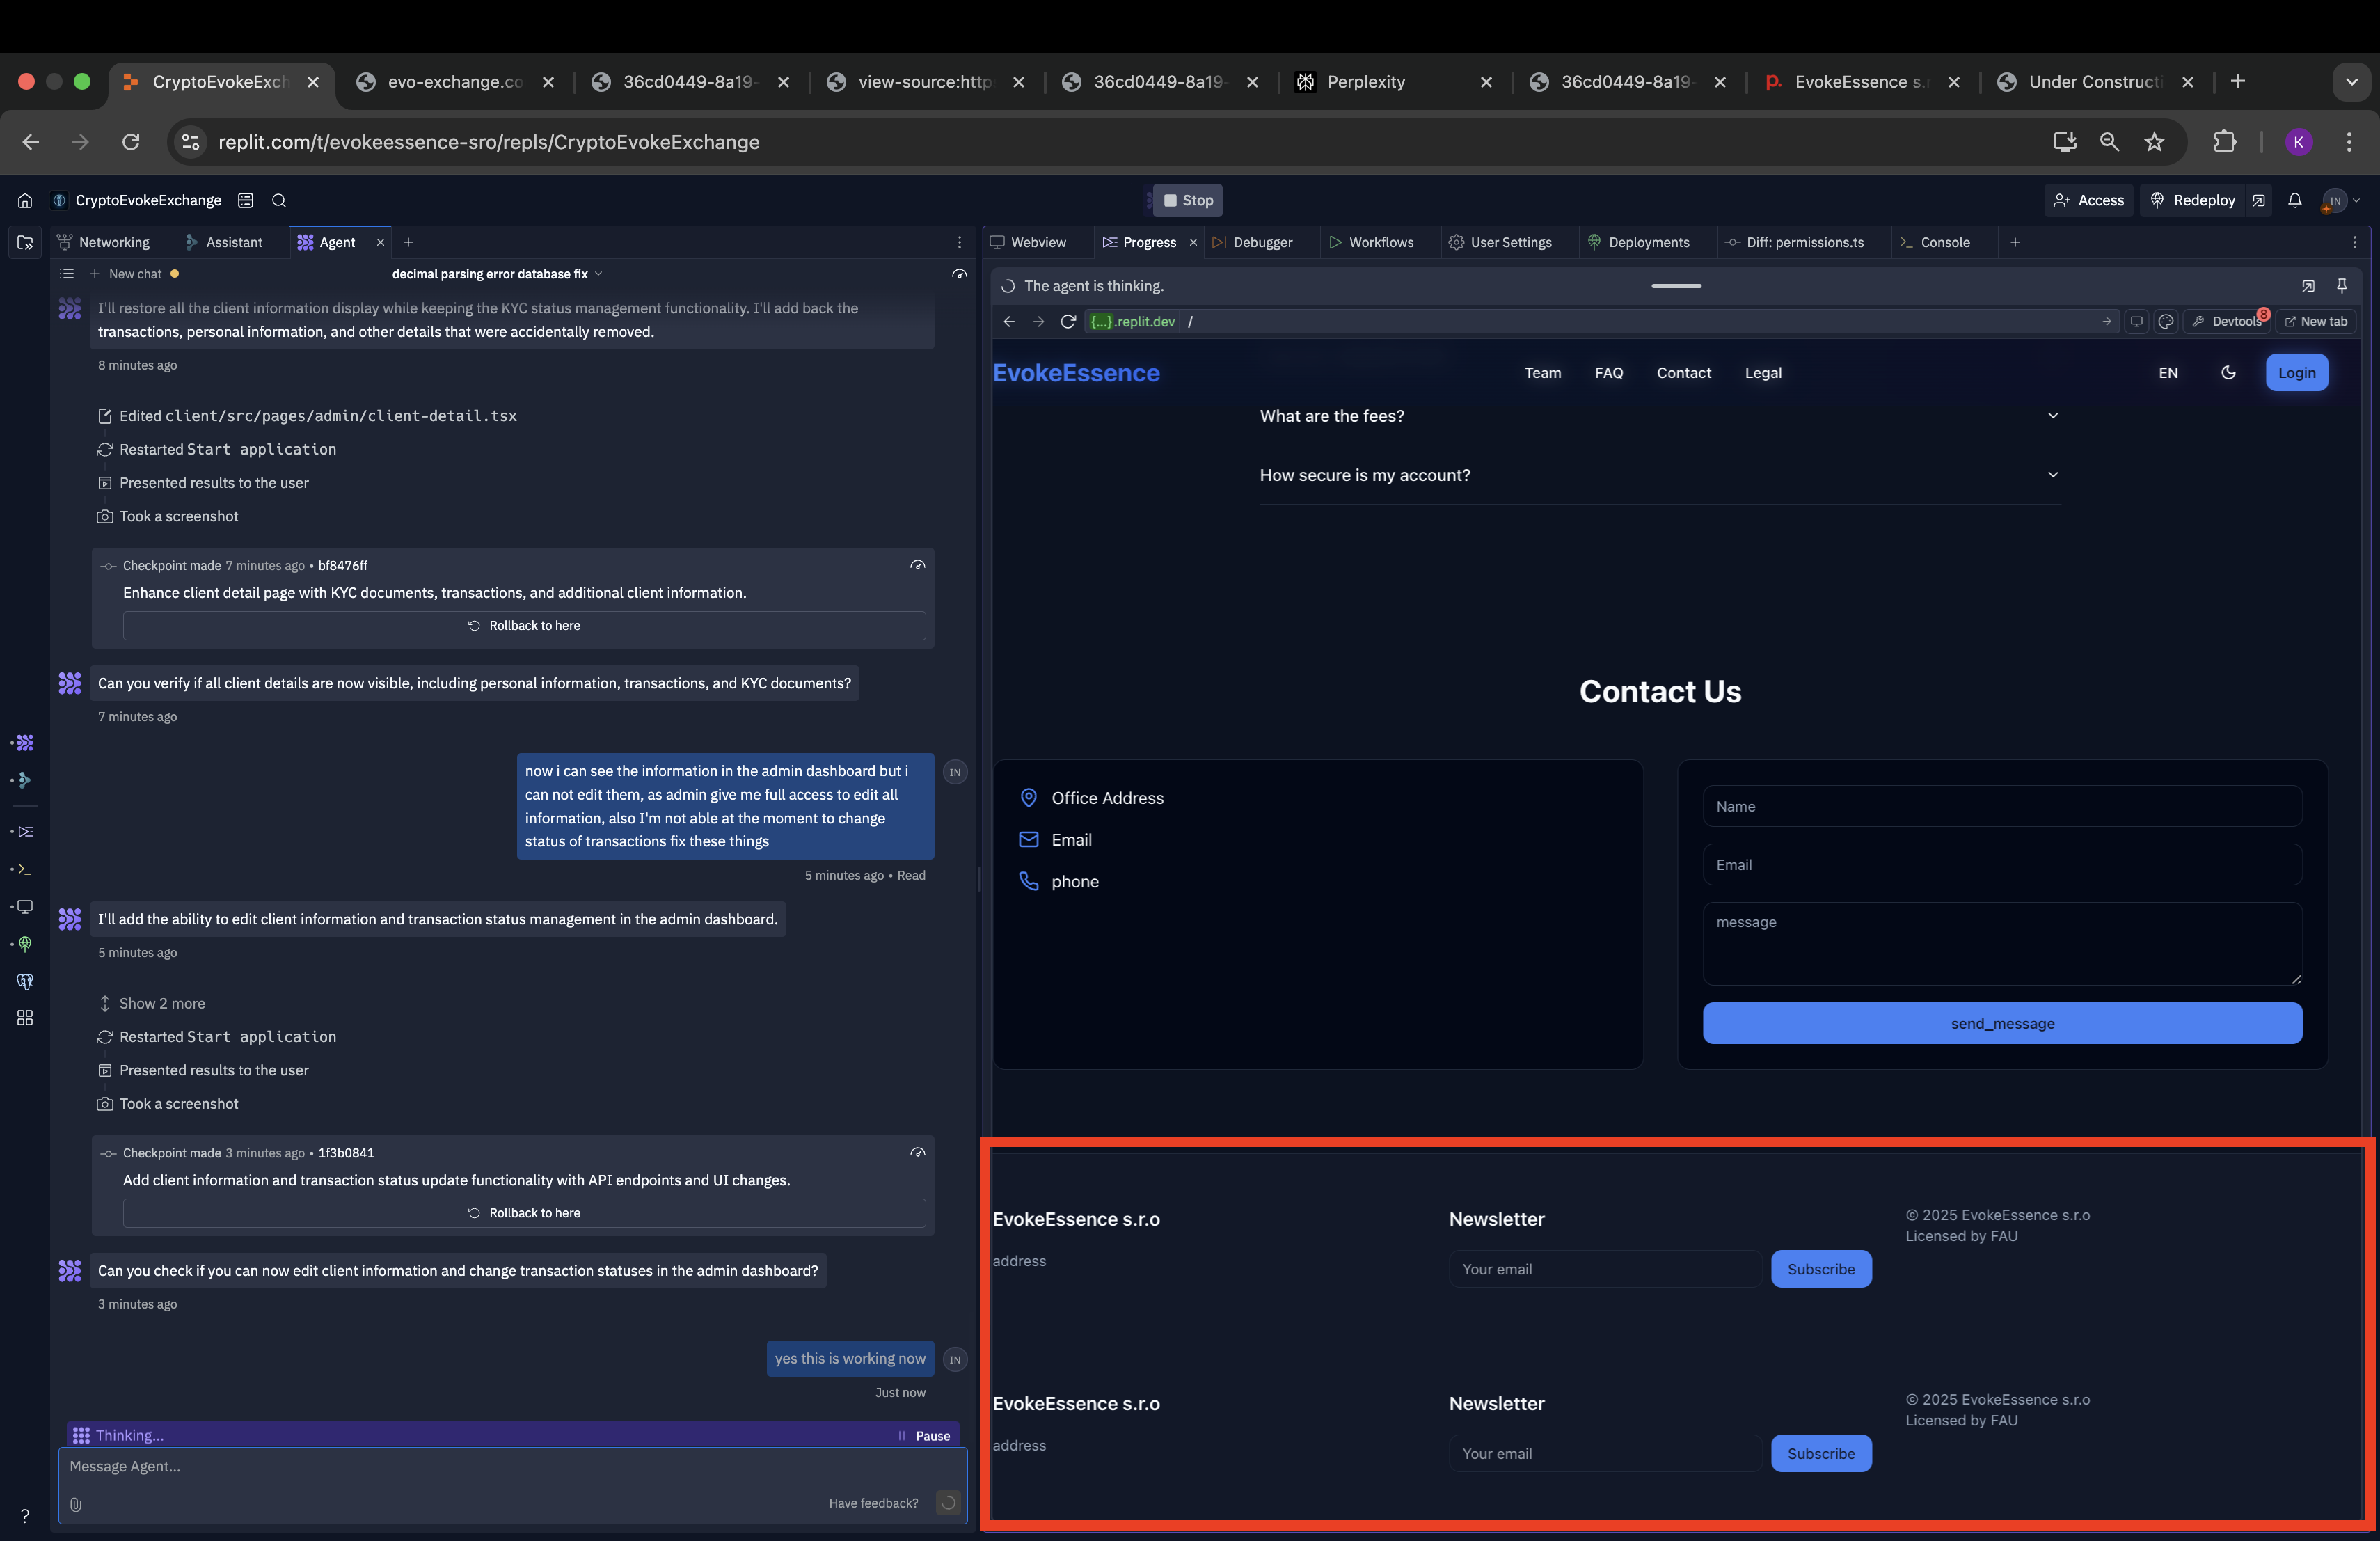 CryptoEvokeExch
evo-exchange.co
36cd0449-8a19-
view-source:http
36cd0449-8a19-
Perplexity
36cd0449-8a19-
EvokeEssence s.r
Under Constructi
replit.com/t/evokeessence-sro/repls/CryptoEvokeExchange
K
CryptoEvokeExchange
Stop
Access
Redeploy
IN
Networking
Assistant
Agent
New chat
decimal parsing error database fix
I'll restore all the client information display while keeping the KYC status management functionality. I'll add back the
transactions, personal information, and other details that were accidentally removed.
8 minutes ago
Edited client/src/pages/admin/client-detail.tsx
Restarted Start application
Presented results to the user
Took a screenshot
Checkpoint made 7 minutes ago • bf8476ff
Enhance client detail page with KYC documents, transactions, and additional client information.
Rollback to here
Can you verify if all client details are now visible, including personal information, transactions, and KYC documents?
7 minutes ago
now i can see the information in the admin dashboard but i
can not edit them, as admin give me full access to edit all
information, also I'm not able at the moment to change
status of transactions fix these things
IN
5 minutes ago • Read
I'll add the ability to edit client information and transaction status management in the admin dashboard.
5 minutes ago
Show 2 more
Restarted Start application
Presented results to the user
Took a screenshot
Checkpoint made 3 minutes ago • 1f3b0841
Add client information and transaction status update functionality with API endpoints and UI changes.
Rollback to here
Can you check if you can now edit client information and change transaction statuses in the admin dashboard?
3 minutes ago
yes this is working now
IN
Just now
Thinking...
Pause
Message Agent...
Have feedback?
?
Webview
Progress
Debugger
Workflows
User Settings
Deployments
Diff: permissions.ts
Console
The agent is thinking.
{...}.replit.dev /
Devtools
8
New tab
EvokeEssence
Team
FAQ
Contact
Legal
EN
Login
What are the fees?
How secure is my account?
Contact Us
Office Address
Email
phone
Name
Email
message
send_message
EvokeEssence s.r.o
address
Newsletter
Your email
Subscribe
© 2025 EvokeEssence s.r.o
Licensed by FAU
EvokeEssence s.r.o
address
Newsletter
Your email
Subscribe
© 2025 EvokeEssence s.r.o
Licensed by FAU